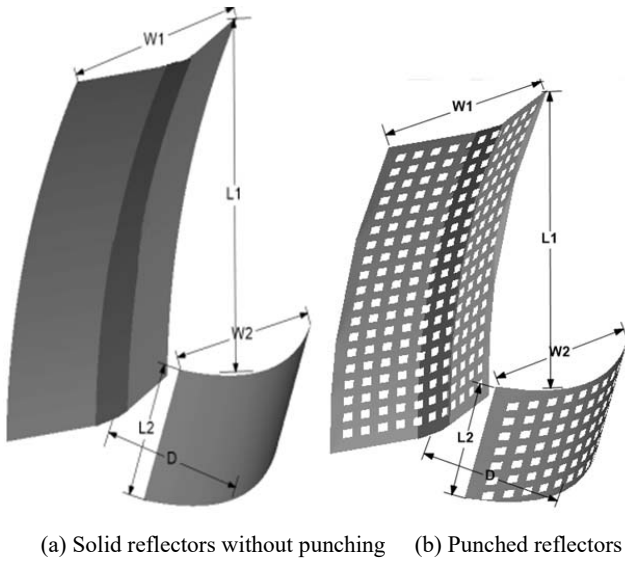 W1
L1
W2
L2
D
W1
L1
W2
L2
D
(a) Solid reflectors without punching (b) Punched reflectors